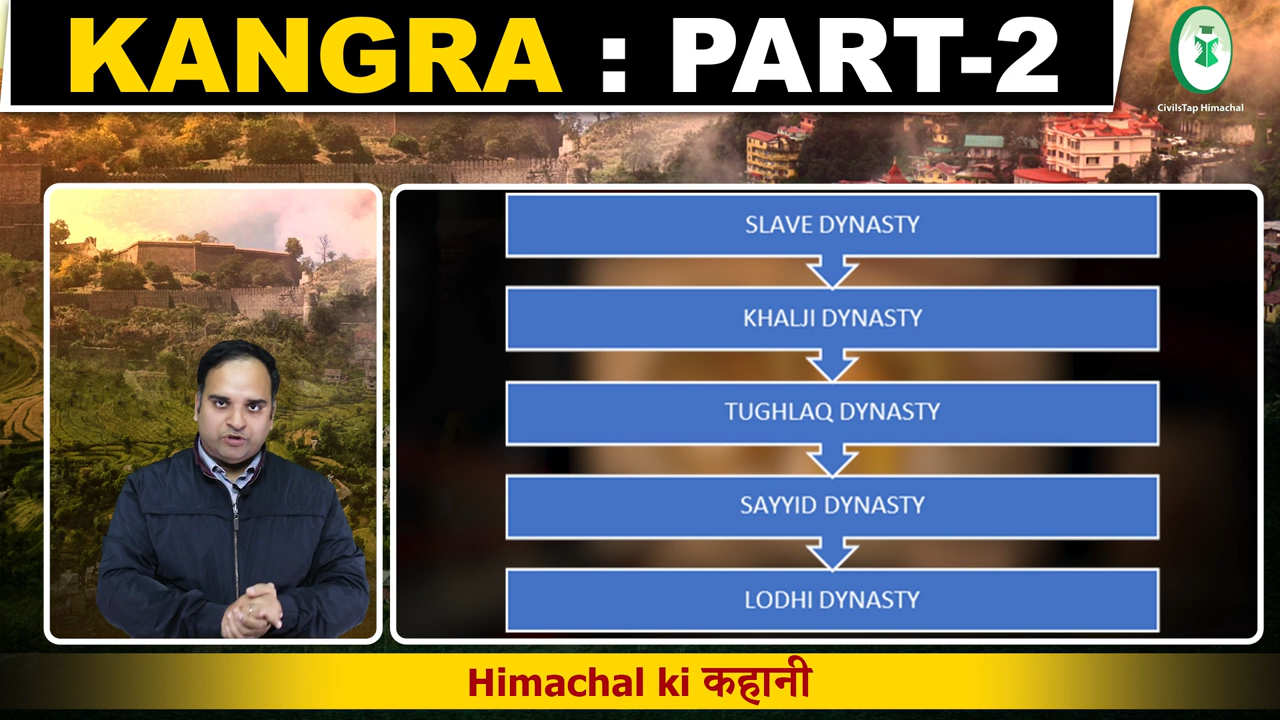 KANGRA : PART-2
CivilsTap Himachal
SLAVE DYNASTY
KHALJI DYNASTY
TUGHLAQ DYNASTY
SAYYID DYNASTY
LODHI DYNASTY
Himachal ki कहानी